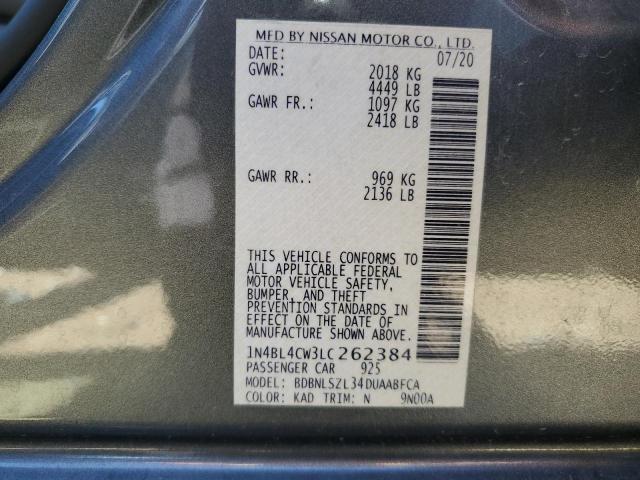 MFD BY NISSAN MOTOR CO., LTD.
DATE: 07/20
GVWR: 2018 KG
4449 LB
GAWR FR.: 1097 KG
2418 LB
GAWR RR.: 969 KG
2136 LB
THIS VEHICLE CONFORMS TO
ALL APPLICABLE FEDERAL
MOTOR VEHICLE SAFETY,
BUMPER, AND THEFT
PREVENTION STANDARDS IN
EFFECT ON THE DATE OF
MANUFACTURE SHOWN ABOVE.
1N4BL4CW3LC262384
PASSENGER CAR 925
MODEL: BDBNLSZL34DUAABFCA
COLOR: KAD TRIM: N 9N00A